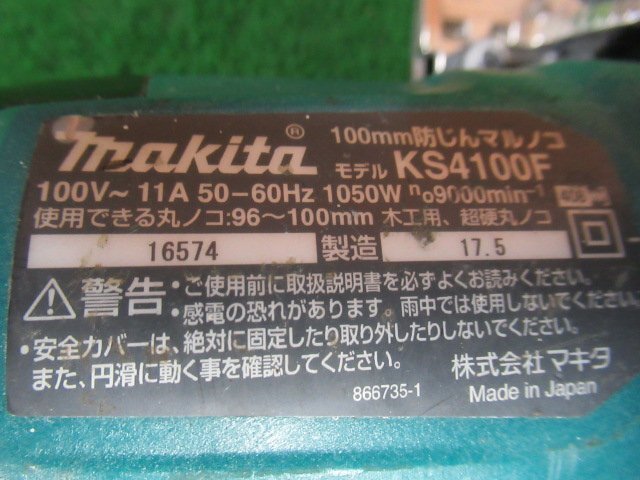 makita®
100mm防じんマルノコ
モデル KS4100F
100V～ 11A 50－60Hz 1050W n₀9000min⁻¹
使用できる丸ノコ:96～100mm 木工用、超硬丸ノコ
16574 製造 17.5
警告
・ご使用前に取扱説明書を必ずよくお読みください。
・感電の恐れがあります。雨中では使用しないでください。
・安全カバーは、絶対に固定したり取り外したりしないでください。
また、円滑に動く事を確認してください。
866735-1
株式会社マキタ
Made in Japan